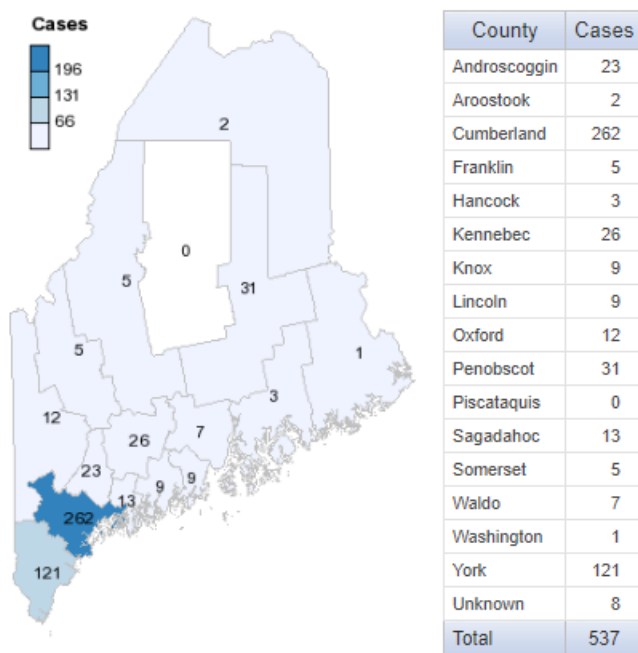 Cases
196
131
66
2
0
5
31
5
1
12
3
26
7
23
9
9
13
262
121
County Cases
Androscoggin 23
Aroostook 2
Cumberland 262
Franklin 5
Hancock 3
Kennebec 26
Knox 9
Lincoln 9
Oxford 12
Penobscot 31
Piscataquis 0
Sagadahoc 13
Somerset 5
Waldo 7
Washington 1
York 121
Unknown 8
Total 537